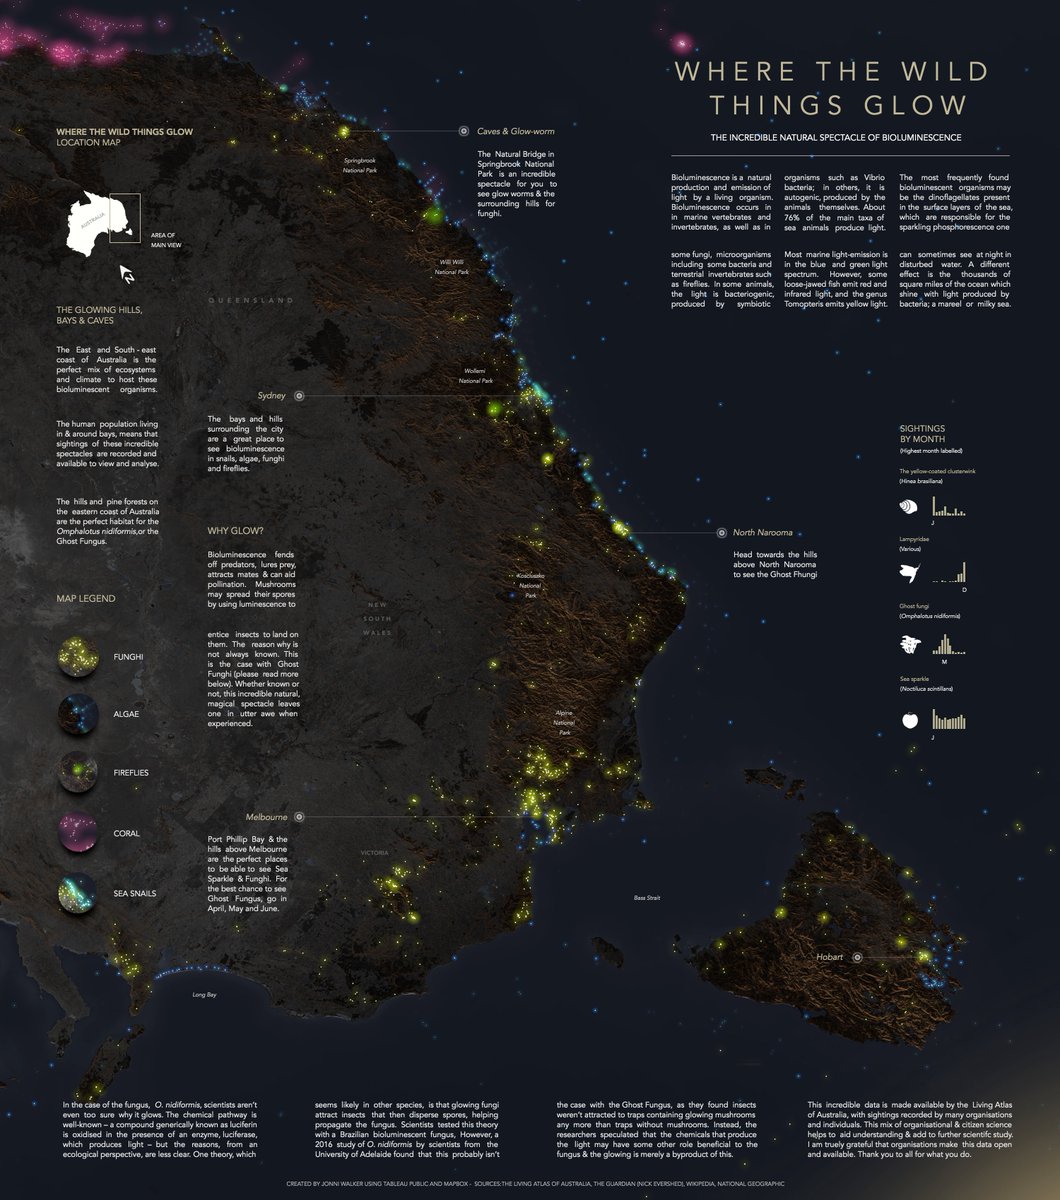 WHERE THE WILD
THINGS GLOW
THE INCREDIBLE NATURAL SPECTACLE OF BIOLUMINESCENCE
Bioluminescence is a natural
production and emission of
light by a living organism.
Bioluminescence occurs in
in marine vertebrates and
invertebrates, as well as in
some fungi, microorganisms
including some bacteria and
terrestrial invertebrates such
as fireflies. In some animals,
the light is bacteriogenic,
produced by symbiotic
organisms such as Vibrio
bacteria; in others, it is
autogenic, produced by the
animals themselves. About
76% of the main taxa of
sea animals produce light.
Most marine light-emission is
in the blue and green light
spectrum. However, some
loose-jawed fish emit red and
infrared light, and the genus
Tomopteris emits yellow light.
The most frequently found
bioluminescent organisms may
be the dinoflagellates present
in the surface layers of the sea,
which are responsible for the
sparkling phosphorescence one
can sometimes see at night in
disturbed water. A different
effect is the thousands of
square miles of the ocean which
shine with light produced by
bacteria; a mareel or milky sea.
WHERE THE WILD THINGS GLOW
LOCATION MAP
AUSTRALIA
AREA OF
MAIN VIEW
THE GLOWING HILLS,
BAYS & CAVES
The East and South - east
coast of Australia is the
perfect mix of ecosystems
and climate to host these
bioluminescent organisms.
The human population living
in & around bays, means that
sightings of these incredible
spectacles are recorded and
available to view and analyse.
The hills and pine forests on
the eastern coast of Australia
are the perfect habitat for the
Omphalotus nidiformis,or the
Ghost Fungus.
MAP LEGEND
FUNGHI
ALGAE
FIREFLIES
CORAL
SEA SNAILS
Caves & Glow-worm
The Natural Bridge in
Springbrook National
Park is an incredible
spectacle for you to
see glow worms & the
surrounding hills for
funghi.
Springbrook
National Park
Willi Willi
National Park
QUEENSLAND
Wollemi
National Park
Sydney
The bays and hills
surrounding the city
are a great place to
see bioluminescence
in snails, algae, funghi
and fireflies.
WHY GLOW?
Bioluminescence fends
off predators, lures prey,
attracts mates & can aid
pollination. Mushrooms
may spread their spores
by using luminescence to
entice insects to land on
them. The reason why is
not always known. This
is the case with Ghost
Funghi (please read more
below). Whether known or
not, this incredible natural,
magical spectacle leaves
one in utter awe when
experienced.
North Narooma
Head towards the hills
above North Narooma
to see the Ghost Fhungi
Kosciuszko
National
Park
NEW
SOUTH
WALES
Alpine
National
Park
Melbourne
Port Phillip Bay & the
hills above Melbourne
are the perfect places
to be able to see Sea
Sparkle & Funghi. For
the best chance to see
Ghost Fungus, go in
April, May and June.
VICTORIA
Bass Strait
Hobart
Long Bay
SIGHTINGS
BY MONTH
(Highest month labelled)
The yellow-coated clusterwink
(Hinea brasiliana)
J
Lampyridae
(Various)
D
Ghost fungi
(Omphalotus nidiformis)
M
Sea sparkle
(Noctiluca scintillans)
J
In the case of the fungus, O. nidiformis, scientists aren't
even too sure why it glows. The chemical pathway is
well-known – a compound generically known as luciferin
is oxidised in the presence of an enzyme, luciferase,
which produces light – but the reasons, from an
ecological perspective, are less clear. One theory, which
seems likely in other species, is that glowing fungi
attract insects that then disperse spores, helping
propagate the fungus. Scientists tested this theory
with a Brazilian bioluminescent fungus, However, a
2016 study of O. nidiformis by scientists from the
University of Adelaide found that this probably isn't
the case with the Ghost Fungus, as they found insects
weren't attracted to traps containing glowing mushrooms
any more than traps without mushrooms. Instead, the
researchers speculated that the chemicals that produce
the light may have some other role beneficial to the
fungus & the glowing is merely a byproduct of this.
This incredible data is made available by the Living Atlas
of Australia, with sightings recorded by many organisations
and individuals. This mix of organisational & citizen science
helps to aid understanding & add to further scientifc study.
I am truely grateful that organisations make this data open
and available. Thank you to all for what you do.
CREATED BY JONNI WALKER USING TABLEAU PUBLIC AND MAPBOX - SOURCES:THE LIVING ATLAS OF AUSTRALIA, THE GUARDIAN (NICK EVERSHED), WIKIPEDIA, NATIONAL GEOGRAPHIC